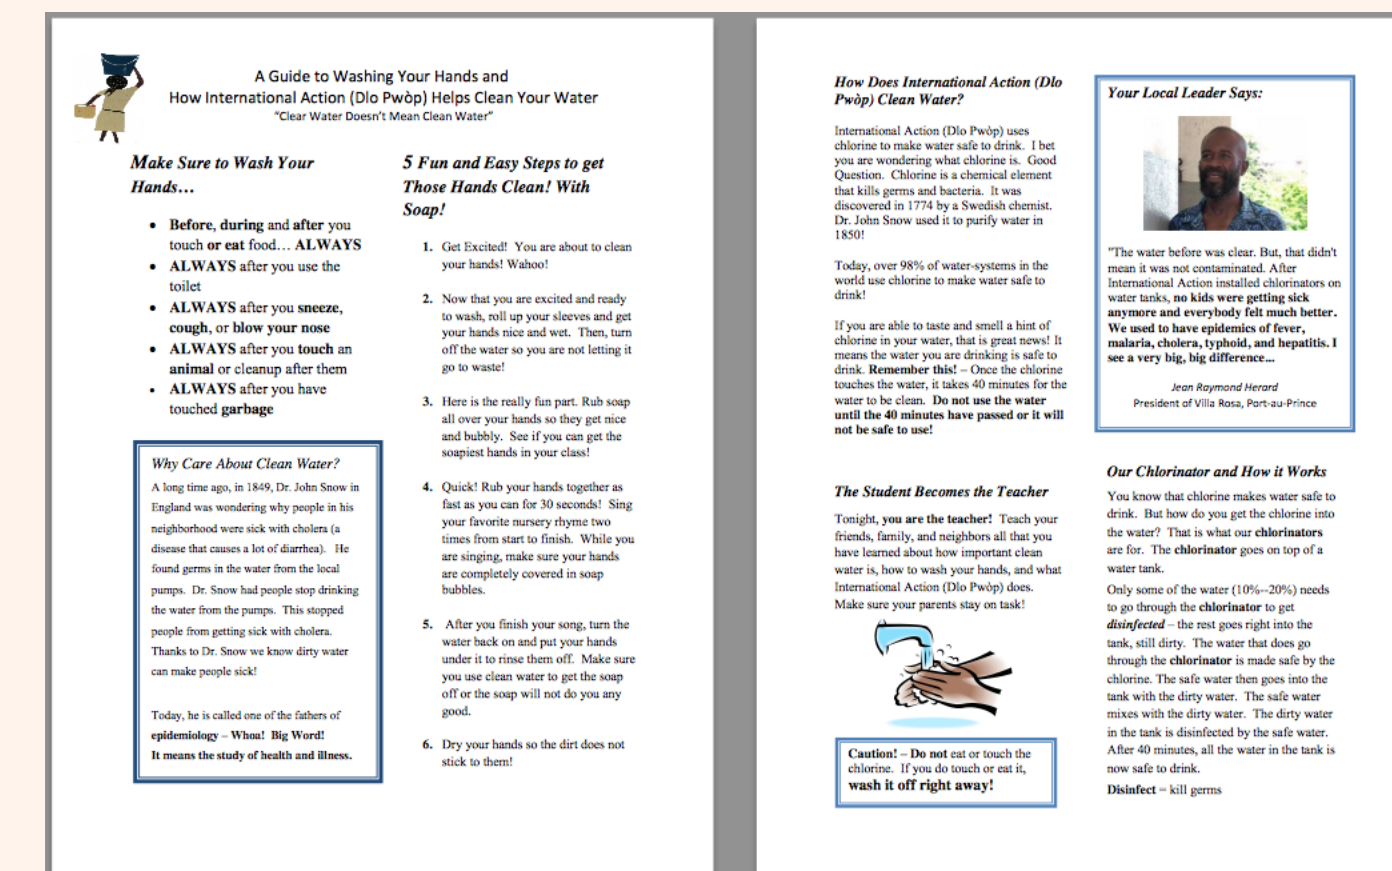 A Guide to Washing Your Hands and
How International Action (Dlo Pwòp) Helps Clean Your Water
"Clear Water Doesn't Mean Clean Water"
Make Sure to Wash Your
Hands…
• Before, during and after you
touch or eat food… ALWAYS
• ALWAYS after you use the
toilet
• ALWAYS after you sneeze,
cough, or blow your nose
• ALWAYS after you touch an
animal or cleanup after them
• ALWAYS after you have
touched garbage
Why Care About Clean Water?
A long time ago, in 1849, Dr. John Snow in
England was wondering why people in his
neighborhood were sick with cholera (a
disease that causes a lot of diarrhea). He
found germs in the water from the local
pumps. Dr. Snow had people stop drinking
the water from the pumps. This stopped
people from getting sick with cholera.
Thanks to Dr. Snow we know dirty water
can make people sick!
Today, he is called one of the fathers of
epidemiology – Whoa! Big Word!
It means the study of health and illness.
5 Fun and Easy Steps to get
Those Hands Clean! With
Soap!
1. Get Excited! You are about to clean
your hands! Wahoo!
2. Now that you are excited and ready
to wash, roll up your sleeves and get
your hands nice and wet. Then, turn
off the water so you are not letting it
go to waste!
3. Here is the really fun part. Rub soap
all over your hands so they get nice
and bubbly. See if you can get the
soapiest hands in your class!
4. Quick! Rub your hands together as
fast as you can for 30 seconds! Sing
your favorite nursery rhyme two
times from start to finish. While you
are singing, make sure your hands
are completely covered in soap
bubbles.
5. After you finish your song, turn the
water back on and put your hands
under it to rinse them off. Make sure
you use clean water to get the soap
off or the soap will not do you any
good.
6. Dry your hands so the dirt does not
stick to them!
How Does International Action (Dlo
Pwòp) Clean Water?
International Action (Dlo Pwòp) uses
chlorine to make water safe to drink. I bet
you are wondering what chlorine is. Good
Question. Chlorine is a chemical element
that kills germs and bacteria. It was
discovered in 1774 by a Swedish chemist.
Dr. John Snow used it to purify water in
1850!
Today, over 98% of water-systems in the
world use chlorine to make water safe to
drink!
If you are able to taste and smell a hint of
chlorine in your water, that is great news! It
means the water you are drinking is safe to
drink. Remember this! – Once the chlorine
touches the water, it takes 40 minutes for the
water to be clean. Do not use the water
until the 40 minutes have passed or it will
not be safe to use!
The Student Becomes the Teacher
Tonight, you are the teacher! Teach your
friends, family, and neighbors all that you
have learned about how important clean
water is, how to wash your hands, and what
International Action (Dlo Pwòp) does.
Make sure your parents stay on task!
Caution! – Do not eat or touch the
chlorine. If you do touch or eat it,
wash it off right away!
Your Local Leader Says:
"The water before was clear. But, that didn't
mean it was not contaminated. After
International Action installed chlorinators on
water tanks, no kids were getting sick
anymore and everybody felt much better.
We used to have epidemics of fever,
malaria, cholera, typhoid, and hepatitis. I
see a very big, big difference...
Jean Raymond Herard
President of Villa Rosa, Port-au-Prince
Our Chlorinator and How it Works
You know that chlorine makes water safe to
drink. But how do you get the chlorine into
the water? That is what our chlorinators
are for. The chlorinator goes on top of a
water tank.
Only some of the water (10%--20%) needs
to go through the chlorinator to get
disinfected – the rest goes right into the
tank, still dirty. The water that does go
through the chlorinator is made safe by the
chlorine. The safe water then goes into the
tank with the dirty water. The safe water
mixes with the dirty water. The dirty water
in the tank is disinfected by the safe water.
After 40 minutes, all the water in the tank is
now safe to drink.
Disinfect = kill germs